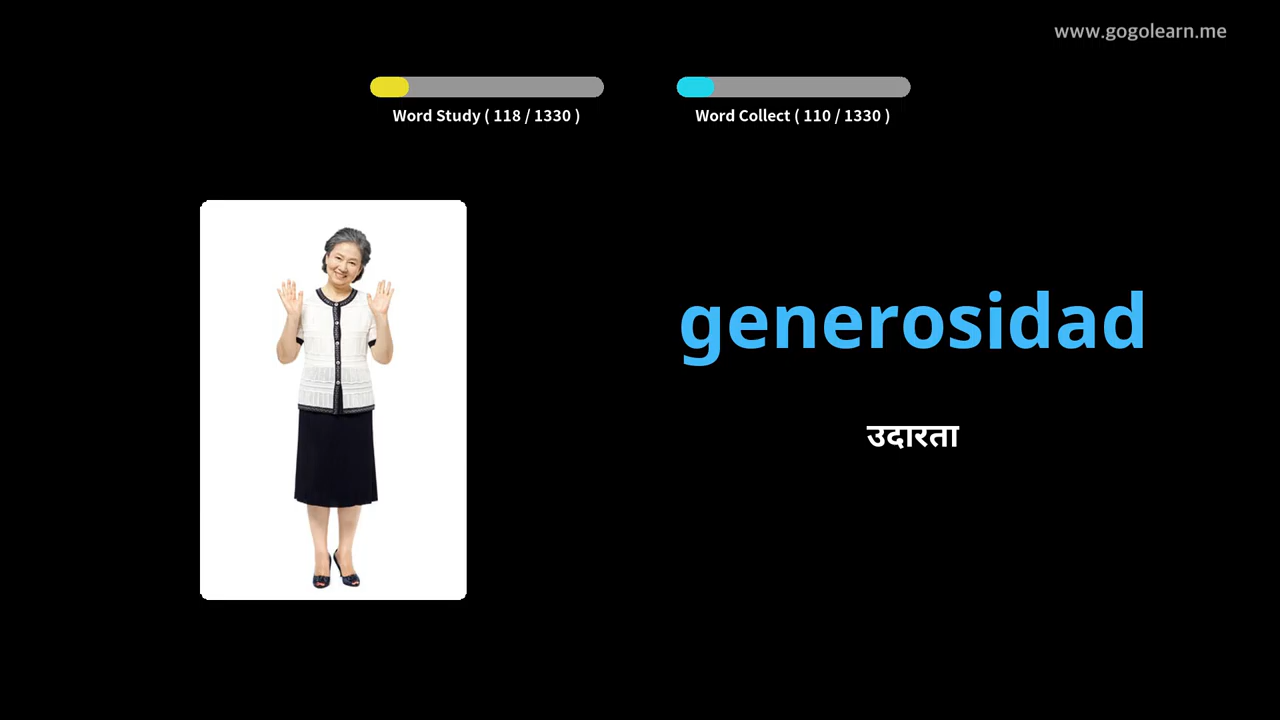 www.gogolearn.me
Word Study ( 118 / 1330 )
Word Collect ( 110 / 1330 )
generosidad
उदारता